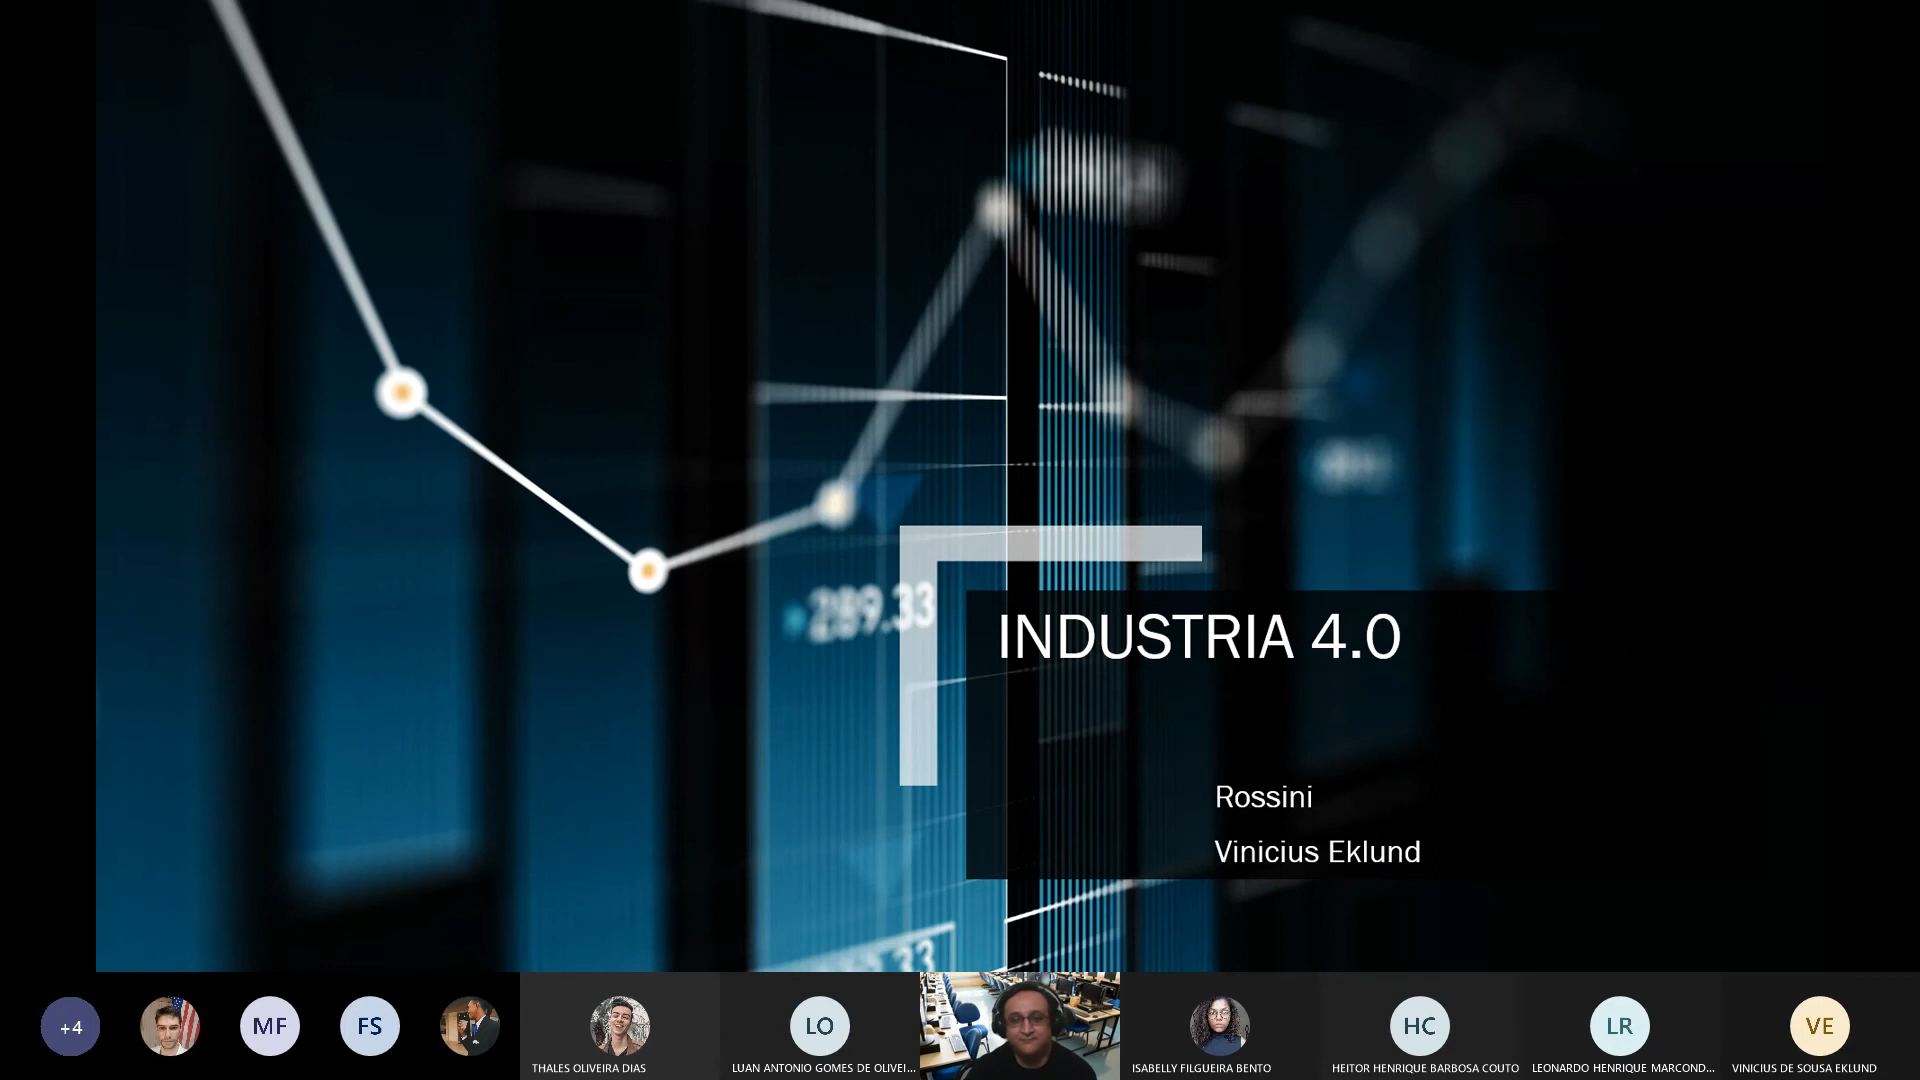 289.33
INDUSTRIA 4.0
Rossini
Vinicius Eklund
33
+4
MF
FS
LO
HC
LR
VE
THALES OLIVEIRA DIAS
LUAN ANTONIO GOMES DE OLIVEI...
ISABELLY FILGUEIRA BENTO
HEITOR HENRIQUE BARBOSA COUTO
LEONARDO HENRIQUE MARCOND...
VINICIUS DE SOUSA EKLUND